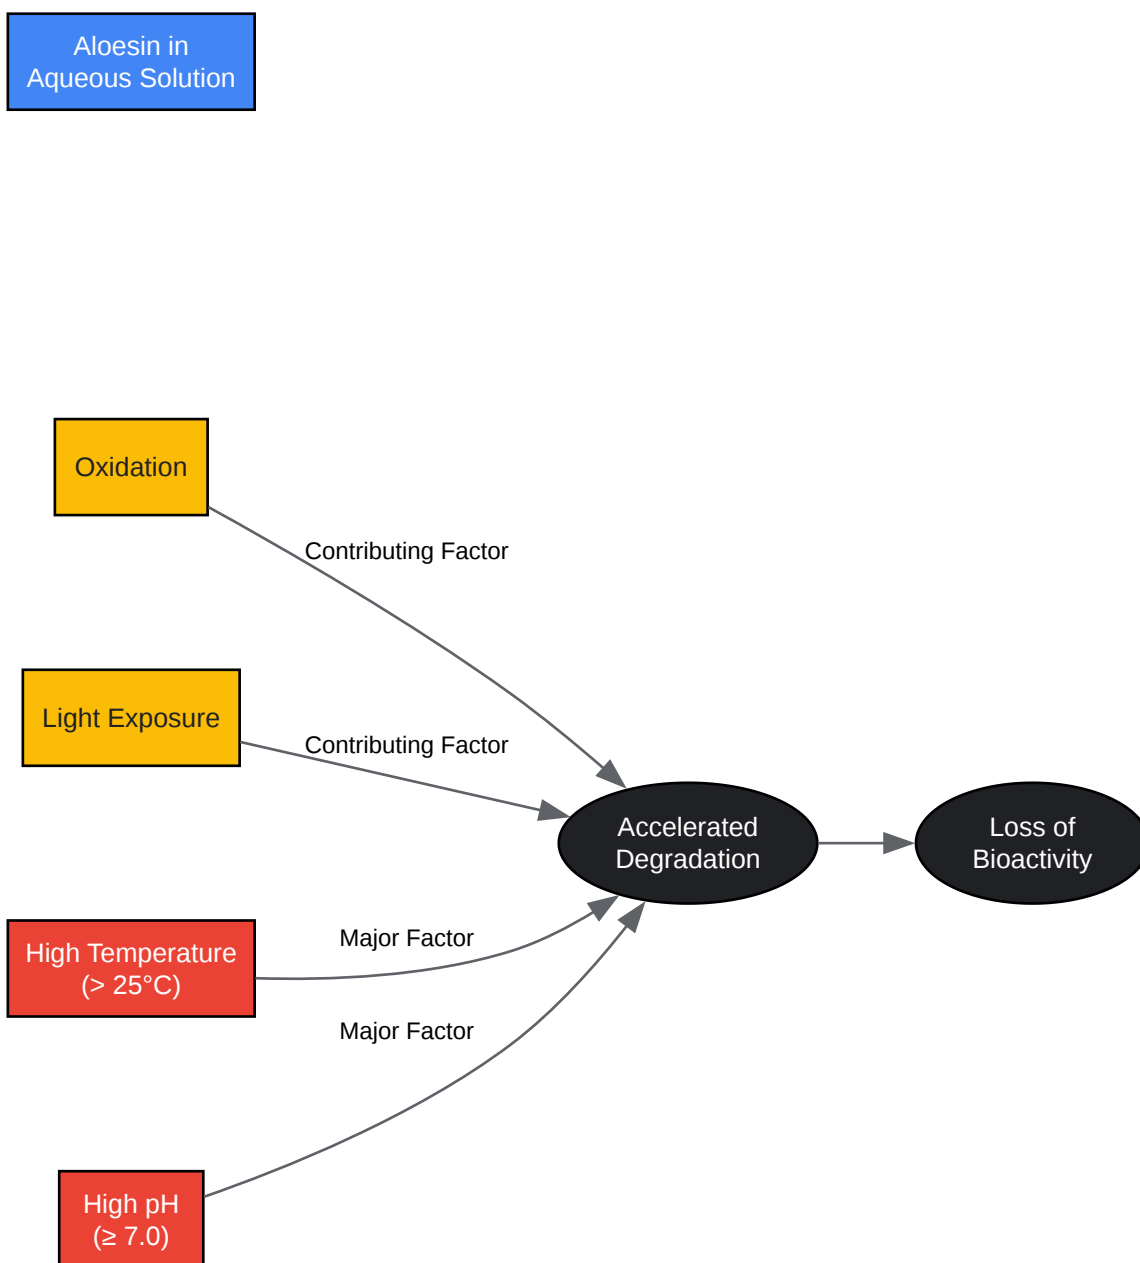 Aloesin in
Aqueous Solution
Oxidation
Contributing Factor
Light Exposure
Contributing Factor
Accelerated
Degradation
Loss of
Bioactivity
High Temperature
(> 25°C)
Major Factor
Major Factor
High pH
(≥ 7.0)